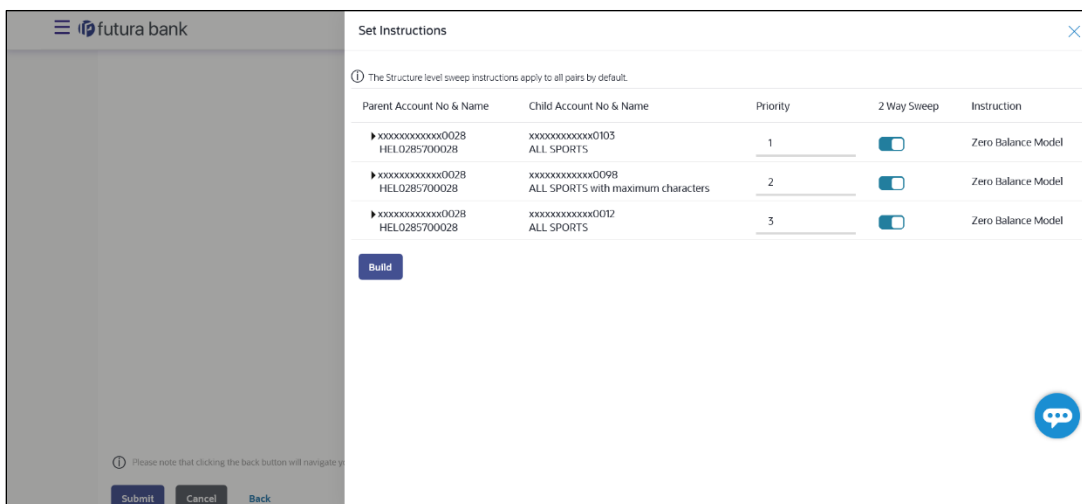 futura bank
Set Instructions
The Structure level sweep instructions apply to all pairs by default.
Parent Account No & Name Child Account No & Name Priority 2 Way Sweep Instruction
xxxxxxxxxxxx0028 xxxxxxxxxxxx0103
HEL0285700028 ALL SPORTS 1 Zero Balance Model
xxxxxxxxxxxx0028 xxxxxxxxxxxx0098
HEL0285700028 ALL SPORTS with maximum characters 2 Zero Balance Model
xxxxxxxxxxxx0028 xxxxxxxxxxxx0012
HEL0285700028 ALL SPORTS 3 Zero Balance Model
Build
Please note that clicking the back button will navigate
Submit Cancel Back